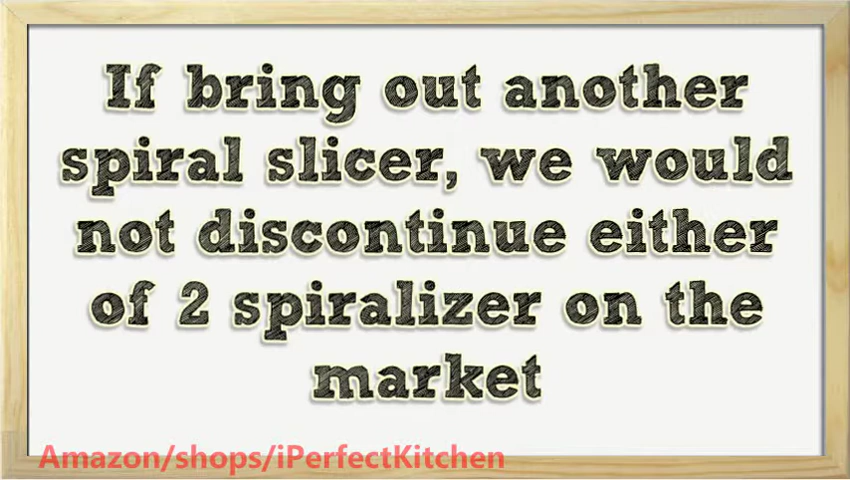 If bring out another
spiral slicer, we would
not discontinue either
of 2 spiralizer on the
market
Amazon/shops/iPerfectKitchen